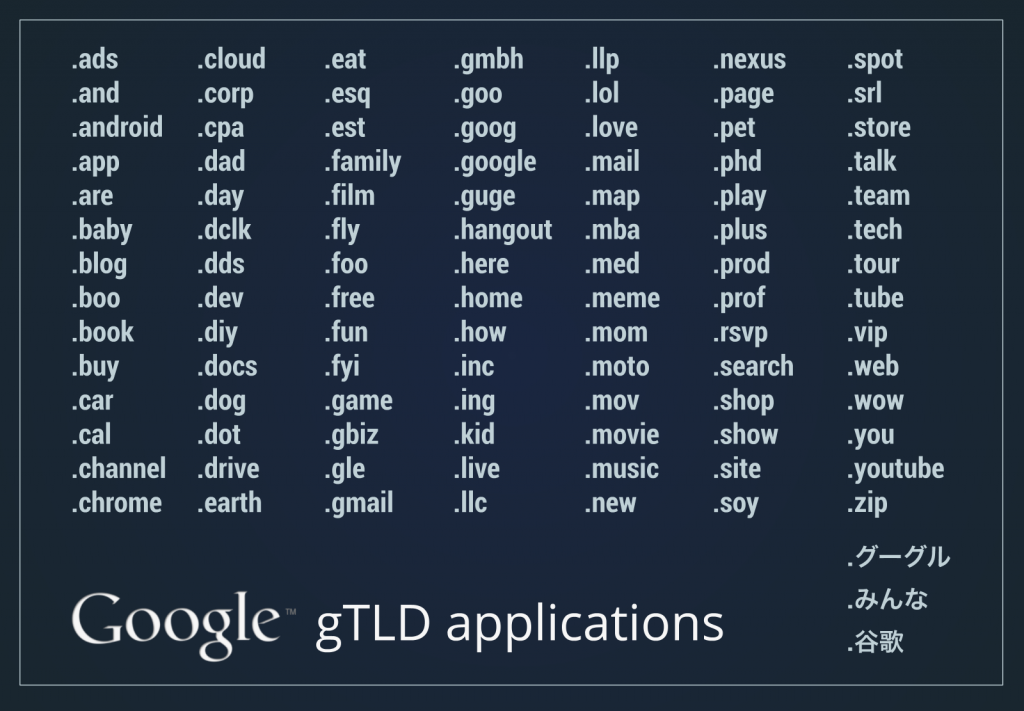 .ads
.and
.android
.app
.are
.baby
.blog
.boo
.book
.buy
.car
.cal
.channel
.chrome
.cloud
.corp
.cpa
.dad
.day
.dclk
.dds
.dev
.diy
.docs
.dog
.dot
.drive
.earth
.eat
.esq
.est
.family
.film
.fly
.foo
.free
.fun
.fyi
.game
.gbiz
.gle
.gmail
.gmbh
.goo
.goog
.google
.guge
.hangout
.here
.home
.how
.inc
.ing
.kid
.live
.llc
.llp
.lol
.love
.mail
.map
.mba
.med
.meme
.mom
.moto
.mov
.movie
.music
.new
.nexus
.page
.pet
.phd
.play
.plus
.prod
.prof
.rsvp
.search
.shop
.show
.site
.soy
.spot
.srl
.store
.talk
.team
.tech
.tour
.tube
.vip
.web
.wow
.you
.youtube
.zip
.グーグル
.みんな
.谷歌
Google™ gTLD applications